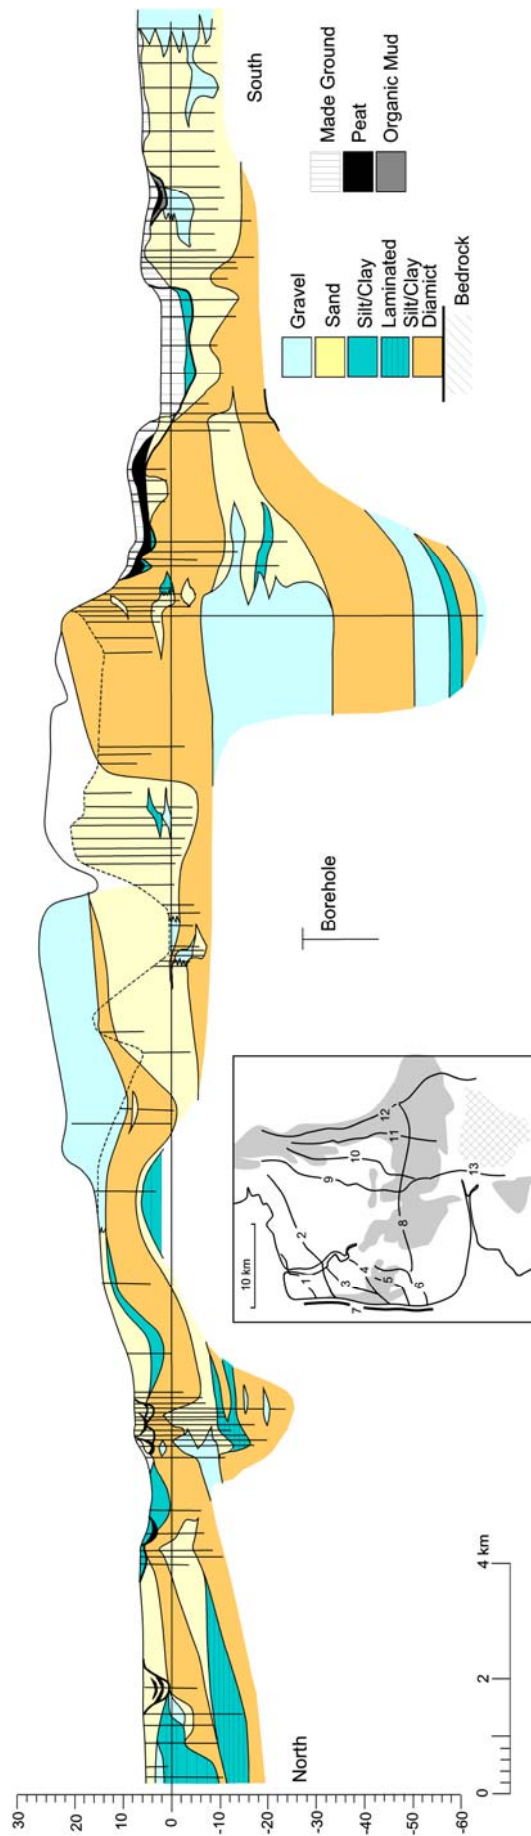 30
20
10
0
-10
-20
-30
-40
-50
-60
North
South
0
2
4 km
Borehole
10 km
1
2
3
4
5
6
7
8
9
10
11
12
13
Gravel
Sand
Silt/Clay
Laminated
Silt/Clay
Diamict
Bedrock
Made Ground
Peat
Organic Mud